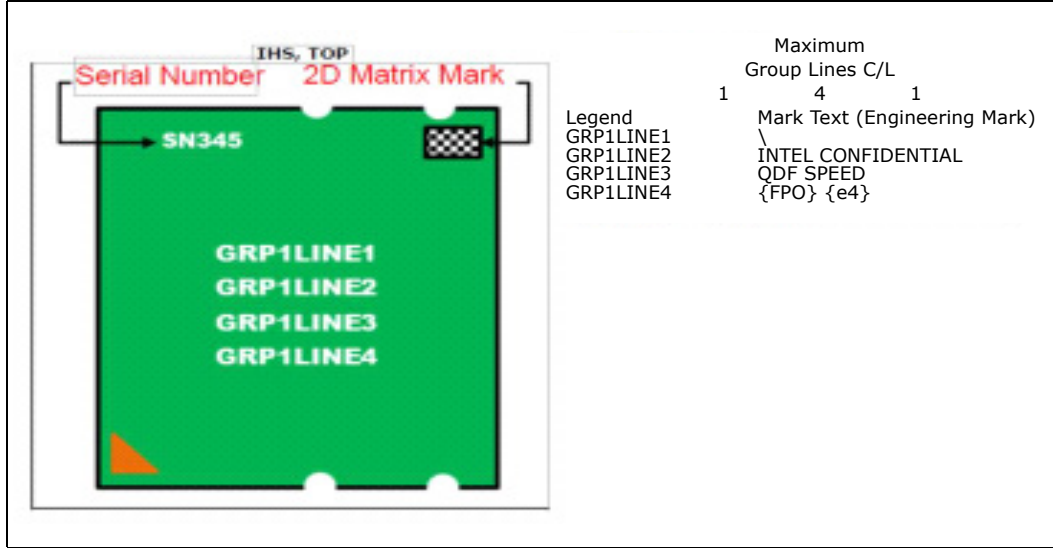 IHS, TOP
Serial Number 2D Matrix Mark
SN345
GRP1LINE1
GRP1LINE2
GRP1LINE3
GRP1LINE4
Maximum
Group Lines C/L
1 4 1
Legend Mark Text (Engineering Mark)
GRP1LINE1 \
GRP1LINE2 INTEL CONFIDENTIAL
GRP1LINE3 QDF SPEED
GRP1LINE4 {FPO} {e4}